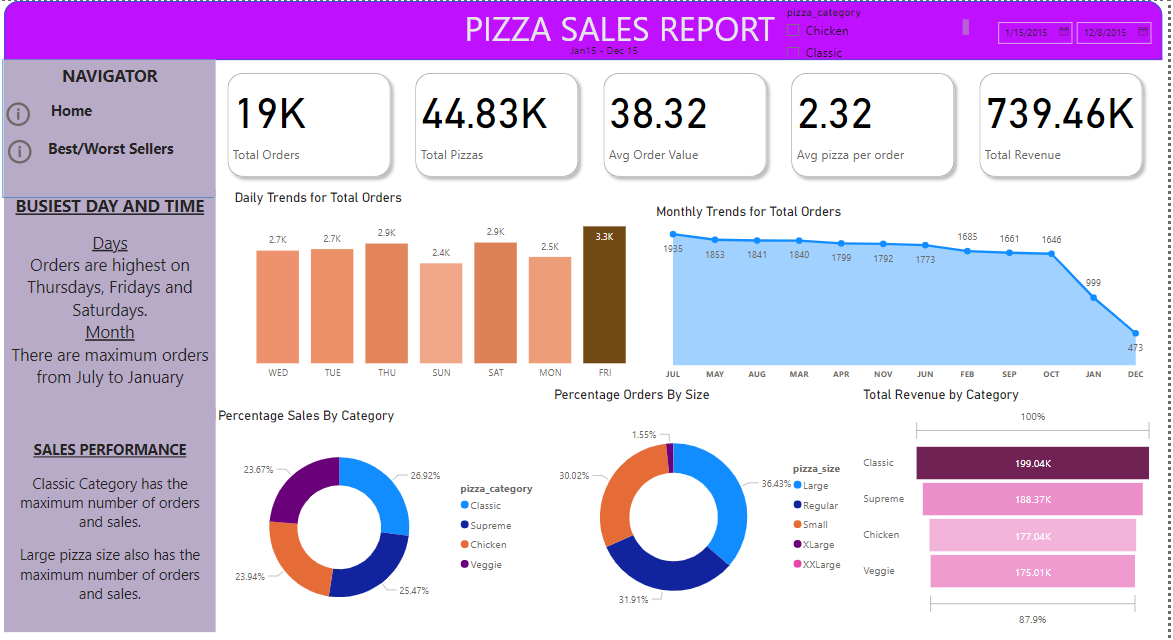 PIZZA SALES REPORT
Jan15 - Dec 15
pizza_category
Chicken
Classic
1/15/2015
12/8/2015
NAVIGATOR
Home
Best/Worst Sellers
BUSIEST DAY AND TIME
Days
Orders are highest on
Thursdays, Fridays and
Saturdays.
Month
There are maximum orders
from July to January
SALES PERFORMANCE
Classic Category has the
maximum number of orders
and sales.
Large pizza size also has the
maximum number of orders
and sales.
19K
Total Orders
44.83K
Total Pizzas
38.32
Avg Order Value
2.32
Avg pizza per order
739.46K
Total Revenue
Daily Trends for Total Orders
2.7K 2.7K 2.9K 2.4K 2.9K 2.5K 3.3K
WED TUE THU SUN SAT MON FRI
Monthly Trends for Total Orders
1935 1853 1841 1840 1799 1792 1773 1685 1661 1646 999 473
JUL MAY AUG MAR APR NOV JUN FEB SEP OCT JAN DEC
Percentage Sales By Category
23.67%
26.92%
23.94%
25.47%
pizza_category
Classic
Supreme
Chicken
Veggie
Percentage Orders By Size
1.55%
30.02%
36.43%
31.91%
pizza_size
Large
Regular
Small
XLarge
XXLarge
Total Revenue by Category
100%
Classic 199.04K
Supreme 188.37K
Chicken 177.04K
Veggie 175.01K
87.9%